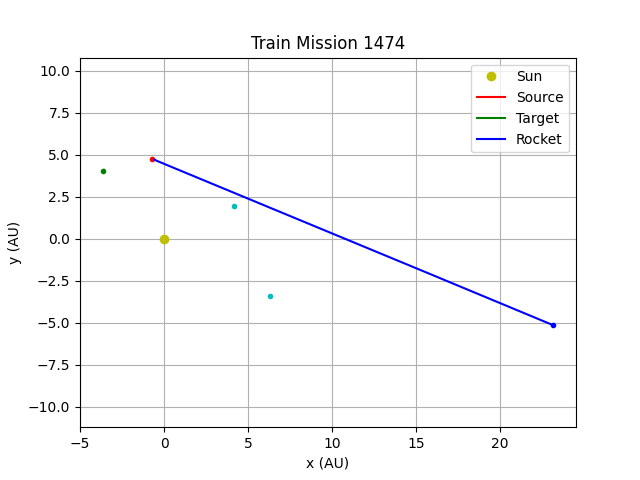 Train Mission 1474
10.0
7.5
5.0
2.5
0.0
−2.5
−5.0
−7.5
−10.0
y (AU)
Sun
Source
Target
Rocket
−5 0 5 10 15 20
x (AU)